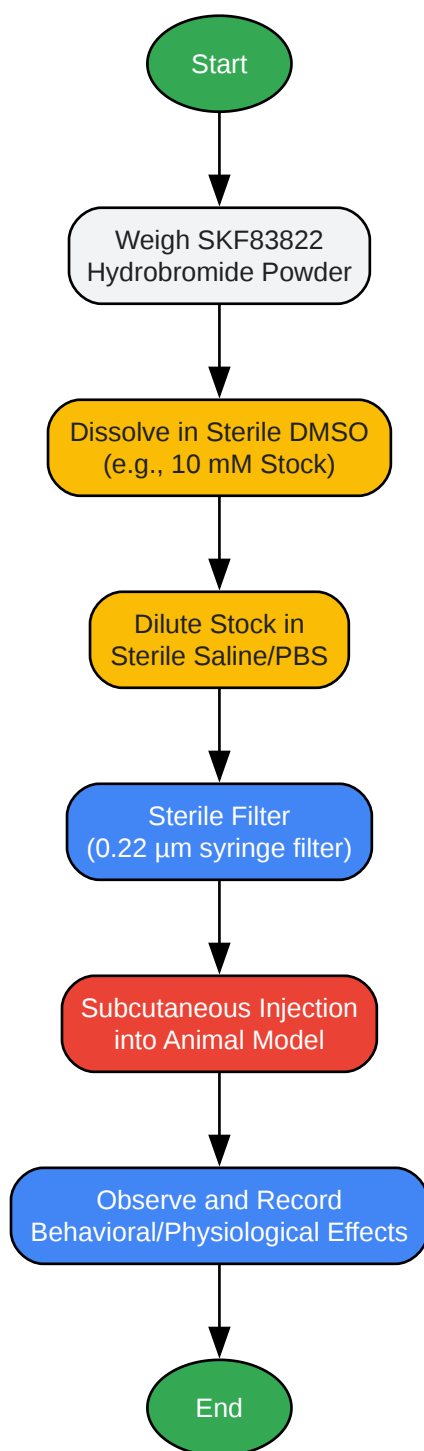 Start
Weigh SKF83822
Hydrobromide Powder
Dissolve in Sterile DMSO
(e.g., 10 mM Stock)
Dilute Stock in
Sterile Saline/PBS
Sterile Filter
(0.22 µm syringe filter)
Subcutaneous Injection
into Animal Model
Observe and Record
Behavioral/Physiological Effects
End